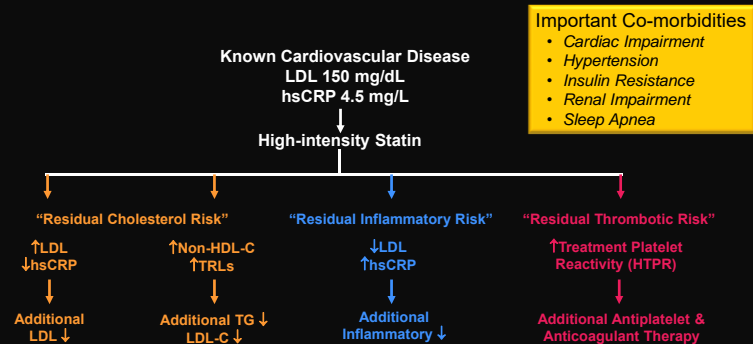 Important Co-morbidities
• Cardiac Impairment
• Hypertension
• Insulin Resistance
• Renal Impairment
• Sleep Apnea
Known Cardiovascular Disease
LDL 150 mg/dL
hsCRP 4.5 mg/L
High-intensity Statin
“Residual Cholesterol Risk”
↑LDL
↓hsCRP
Additional
LDL ↓
↑Non-HDL-C
↑TRLs
Additional TG ↓
LDL-C ↓
“Residual Inflammatory Risk”
↓LDL
↑hsCRP
Additional
Inflammatory ↓
“Residual Thrombotic Risk”
↑Treatment Platelet
Reactivity (HTPR)
Additional Antiplatelet &
Anticoagulant Therapy